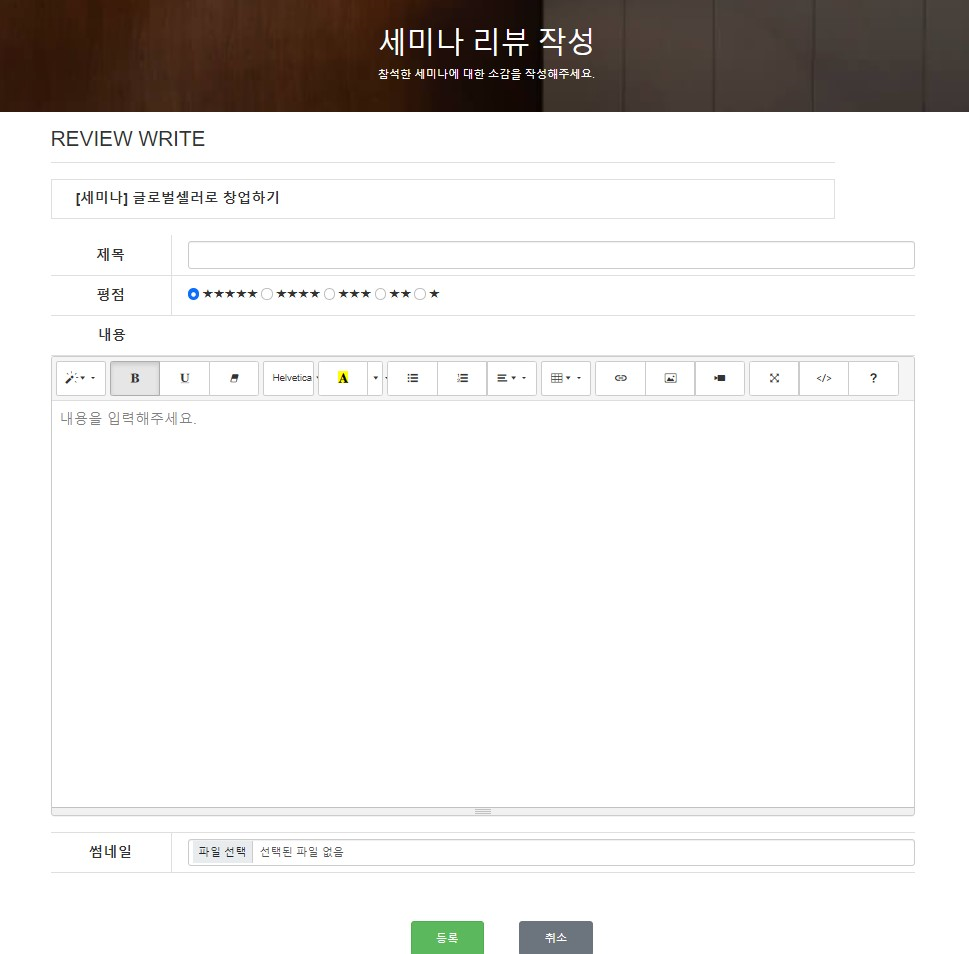 세미나 리뷰 작성
참석한 세미나에 대한 소감을 작성해주세요.
REVIEW WRITE
[세미나] 글로벌셀러로 창업하기
제목
평점 ★★★★★ ★★★★ ★★★ ★★ ★
내용
B U Helvetica A </> ?
내용을 입력해주세요.
썸네일 파일 선택 선택된 파일 없음
등록 취소